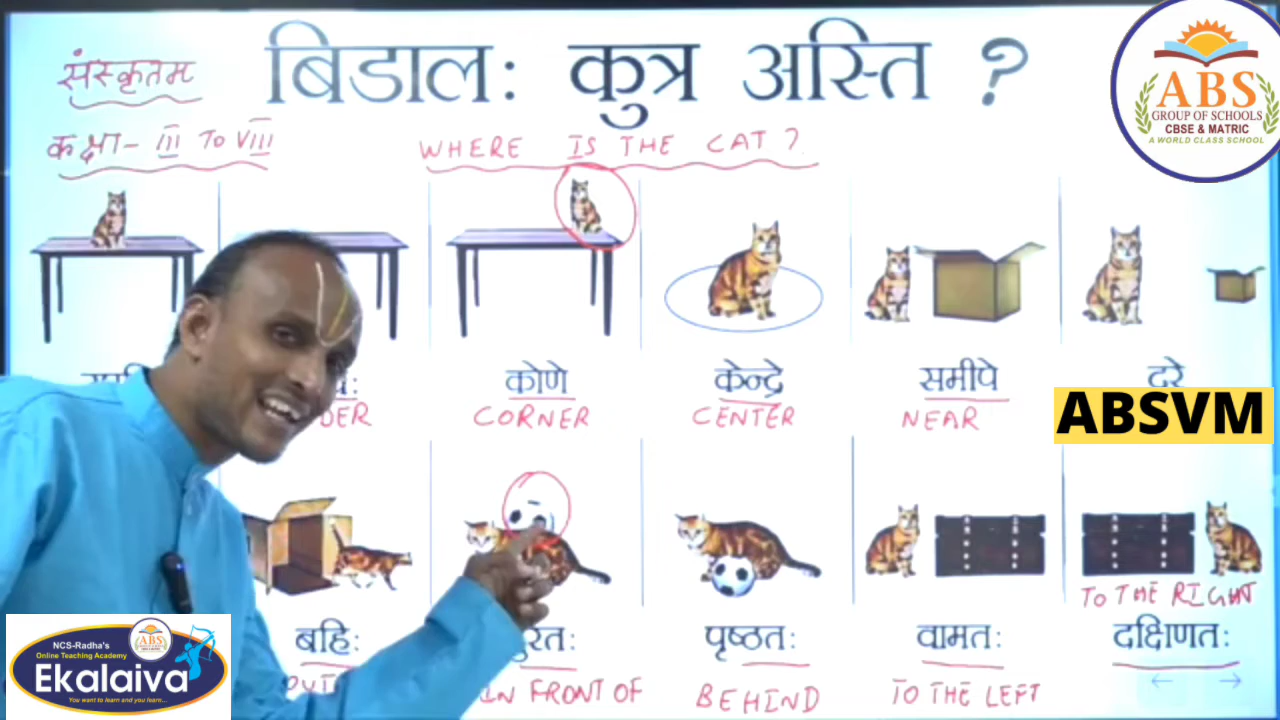 संस्कृतम
बिडालः कुत्र अस्ति ?
कक्षा - III TO VIII
WHERE IS THE CAT ?
ABS
GROUP OF SCHOOLS
CBSE & MATRIC
A WORLD CLASS SCHOOL
कोणे
केन्द्रे
समीपे
दूरे
CORNER
CENTER
NEAR
ABSVM
TO THE RIGHT
बहिः
पृष्ठतः
वामतः
दक्षिणतः
IN FRONT OF
BEHIND
TO THE LEFT
NCS-Radha's
Online Teaching Academy
ABS
Ekalaiva
You want to learn and you learn...